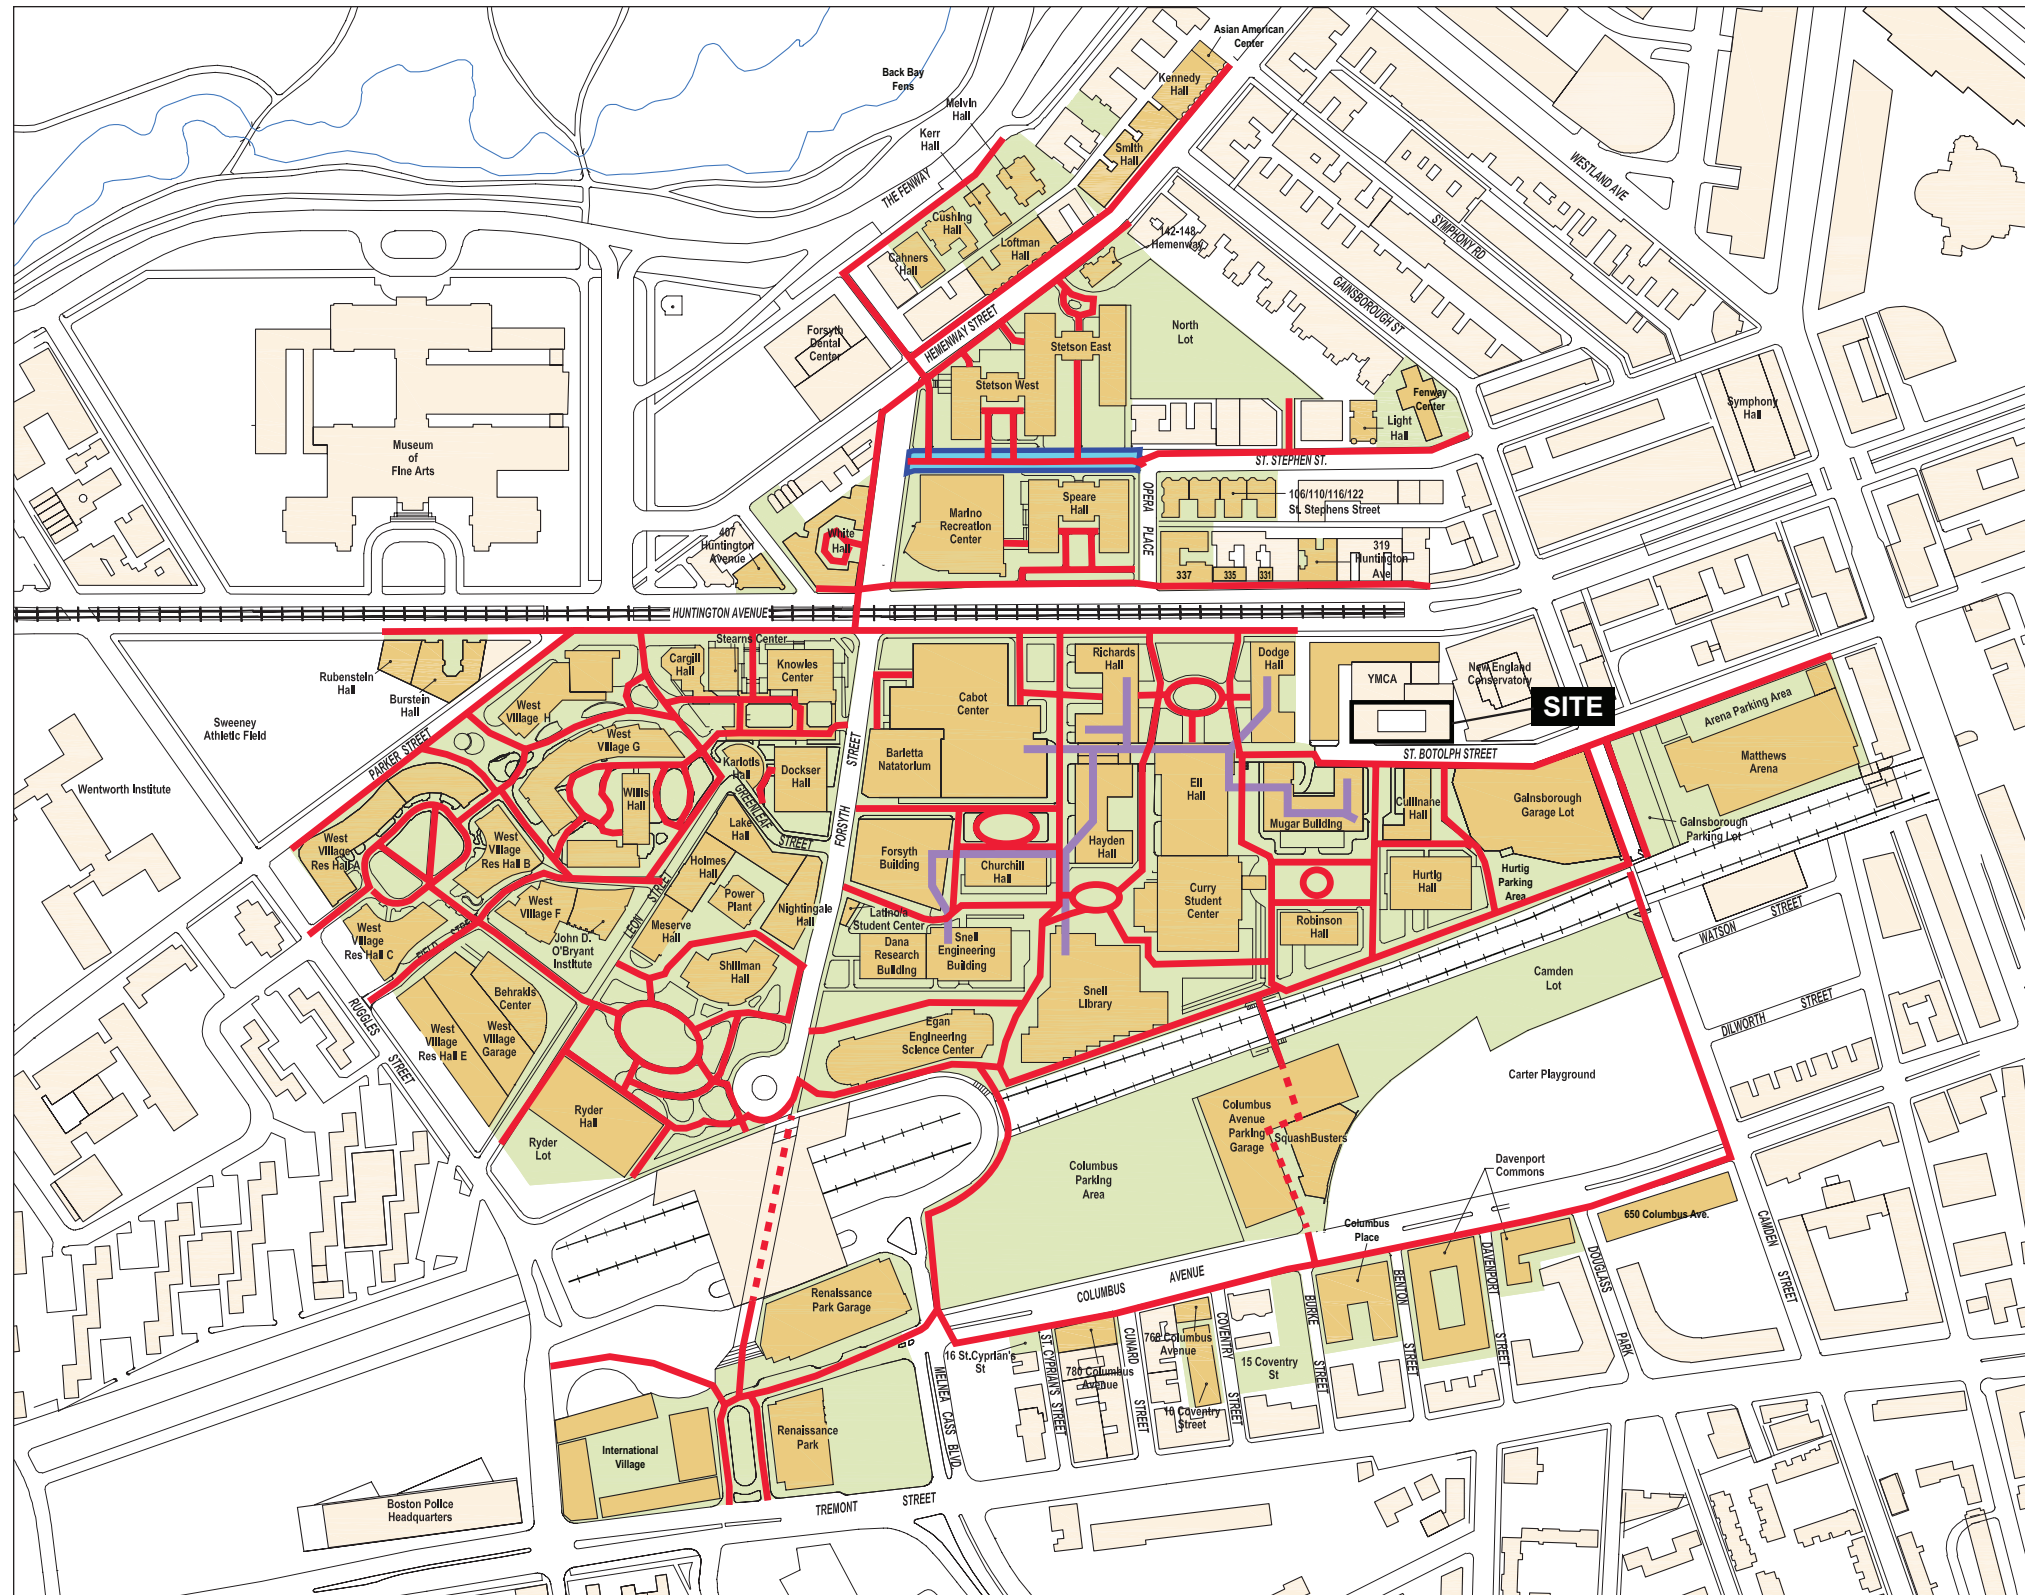 Asian American
Center
Back Bay
Fens
Kennedy
Hall
Melvin
Hall
Kerr
Hall
Smith
Hall
WESTLAND AVE
THE FENWAY
Cushing
Hall
SYMPHONY RD
142-148
Hemenway
Loftman
Hall
Cahners
Hall
GAINSBOROUGH ST
HEMENWAY STREET
North
Lot
Forsyth
Dental
Center
Stetson East
Stetson West
Fenway
Center
Symphony
Hall
Light
Hall
Museum
of
Fine Arts
ST. STEPHEN ST.
OPERA PLACE
Speare
Hall
106/110/116/122
St. Stephens Street
Marino
Recreation
Center
White
Hall
407
Huntington
Avenue
319
Huntington
Ave
337
335
331
HUNTINGTON AVENUE
Stearns Center
Richards
Hall
Dodge
Hall
Cargill
Hall
Knowles
Center
Rubenstein
Hall
Burstein
Hall
YMCA
New England
Conservatory
Cabot
Center
SITE
Arena Parking Area
West
Village H
Sweeney
Athletic Field
West
Village G
PARKER STREET
FORSYTH STREET
ST. BOTOLPH STREET
Barletta
Natatorium
Matthews
Arena
Karlotis
Hall
Dockser
Hall
Wentworth Institute
Willis
Hall
GREENLEAF STREET
Ell
Hall
Cullinane
Hall
Gainsborough
Garage Lot
Mugar Building
Gainsborough
Parking Lot
Lake
Hall
West
Village
Res Hall A
West
Village
Res Hall B
Hayden
Hall
Forsyth
Building
Holmes
Hall
Churchill
Hall
Hurtig
Hall
Hurtig
Parking
Area
Power
Plant
Curry
Student
Center
LEON STREET
West
Village F
Nightingale
Hall
Latino/a
Student Center
Robinson
Hall
WATSON STREET
Meserve
Hall
West
Village
Res Hall C
FIELD STREET
John D.
O'Bryant
Institute
Dana
Research
Building
Snell
Engineering
Building
Shillman
Hall
Camden
Lot
Behrakis
Center
Snell
Library
RUGGLES STREET
DILWORTH STREET
West
Village
Res Hall E
West
Village
Garage
Egan
Engineering
Science Center
Carter Playground
Ryder
Hall
Columbus
Avenue
Parking
Garage
SquashBusters
Ryder
Lot
Columbus
Parking
Area
Davenport
Commons
650 Columbus Ave.
Columbus
Place
CAMDEN STREET
COLUMBUS AVENUE
DAVENPORT STREET
DOUGLASS PARK
BENTON STREET
BURKE STREET
Renaissance
Park Garage
COVENTRY STREET
CUNARD STREET
768 Columbus
Avenue
16 St.Cyprian's
St
ST. CYPRIAN'S STREET
780 Columbus
Avenue
15 Coventry
St
10 Coventry
Street
MELNEA CASS BLVD.
Renaissance
Park
International
Village
Boston Police
Headquarters
TREMONT STREET